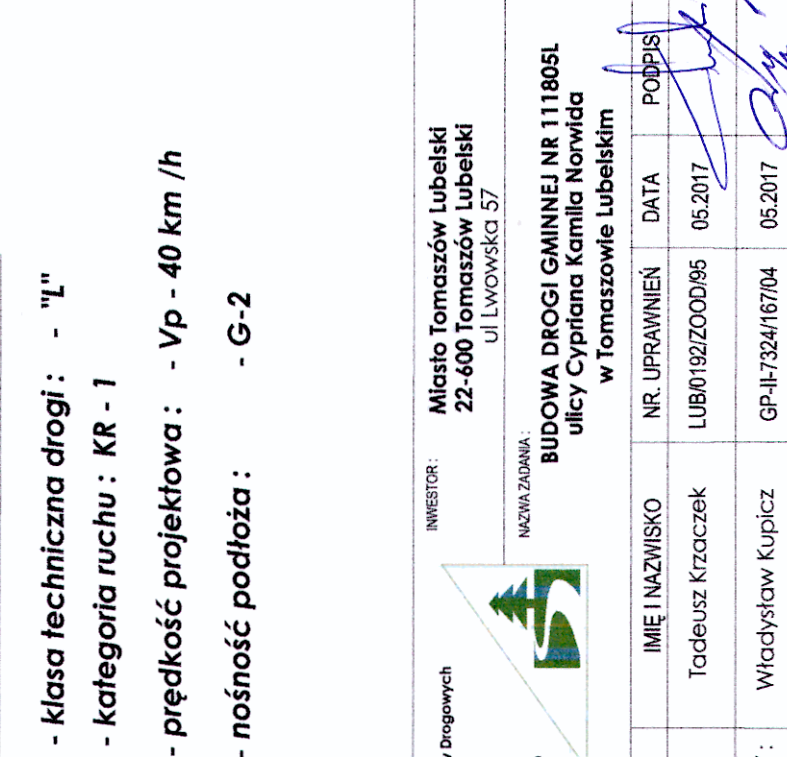 - klasa techniczna drogi : - "L"
- kategoria ruchu : KR - 1
- prędkość projektowa : - Vp - 40 km /h
- nośność podłoża : - G-2
INWESTOR :
Miasto Tomaszów Lubelski
22-600 Tomaszów Lubelski
ul Lwowska 57
Drogowych
NAZWA ZADANIA :
BUDOWA DROGI GMINNEJ NR 111805L
ulicy Cypriana Kamila Norwida
w Tomaszowie Lubelskim
IMIĘ I NAZWISKO NR. UPRAWNIEŃ DATA PODPIS
Tadeusz Krzaczek LUB/0192/ZOOD/95 05.2017
Władysław Kupicz GP-II-7324/167/04 05.2017